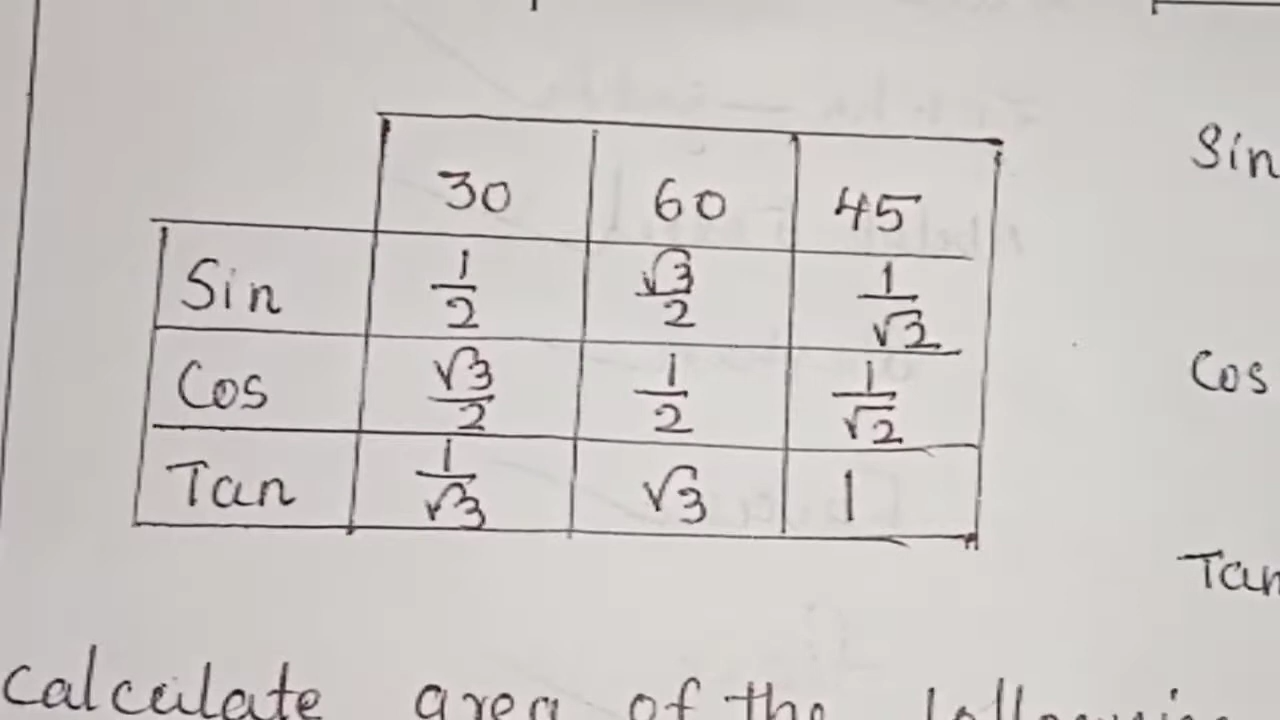 30 60 45
Sin 1/2 √3/2 1/√2
Cos √3/2 1/2 1/√2
Tan 1/√3 √3 1
Sin
Cos
Tan
calculate area of the following